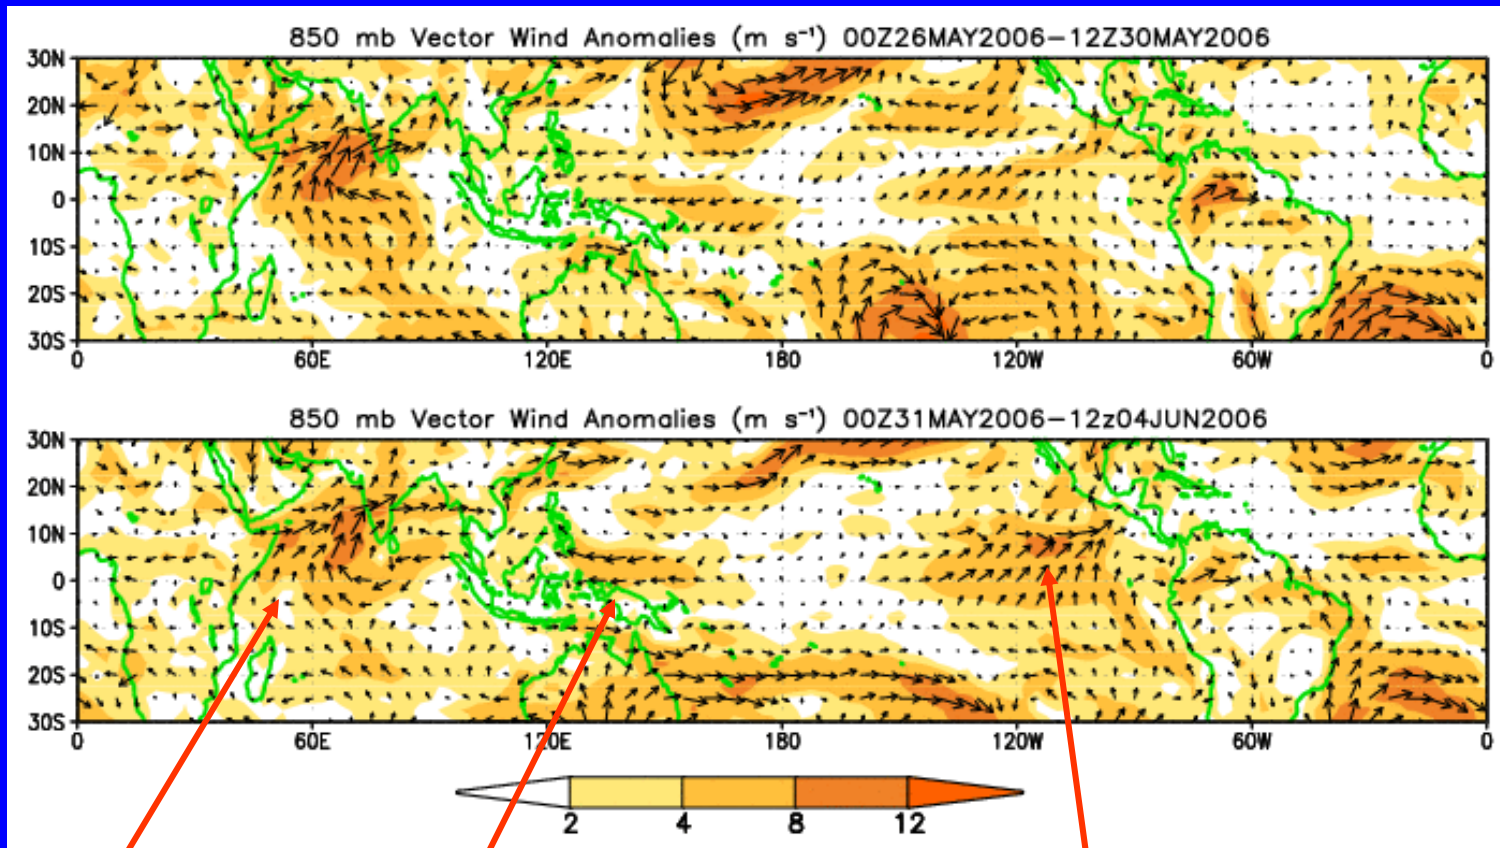 850 mb Vector Wind Anomalies (m s⁻¹) 00Z26MAY2006–12Z30MAY2006
30N
20N
10N
0
10S
20S
30S
0 60E 120E 180 120W 60W 0
850 mb Vector Wind Anomalies (m s⁻¹) 00Z31MAY2006–12z04JUN2006
30N
20N
10N
0
10S
20S
30S
0 60E 120E 180 120W 60W 0
2 4 8 12